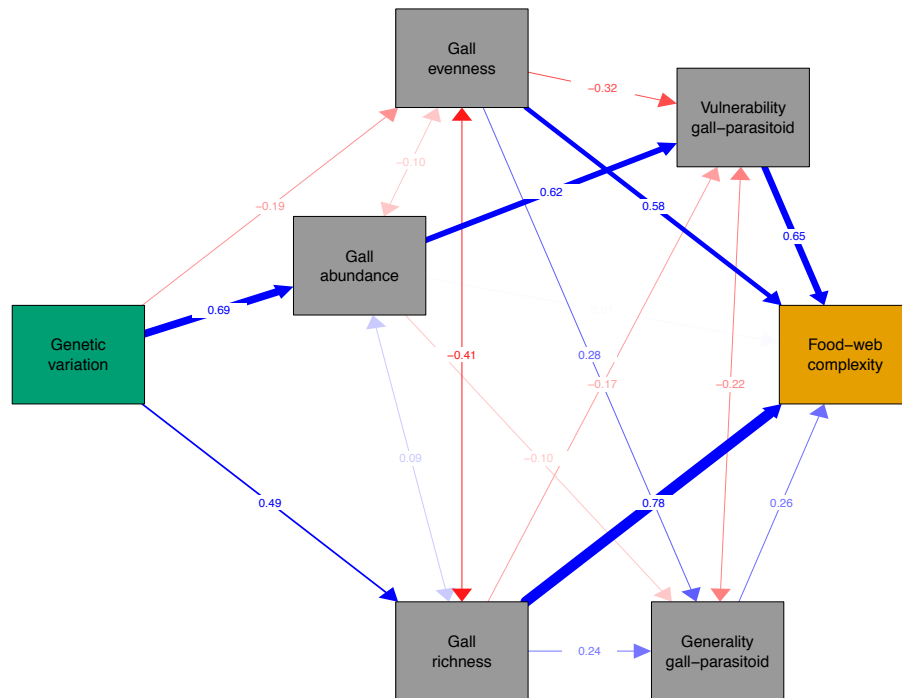 Gall
evenness
−0.32
Vulnerability
gall−parasitoid
−0.10
−0.19
0.62
0.58
0.65
Gall
abundance
0.69
Genetic
variation
−0.41
0.28
−0.17
−0.22
Food−web
complexity
0.09
−0.10
0.49
0.78
0.26
Gall
richness
0.24
Generality
gall−parasitoid